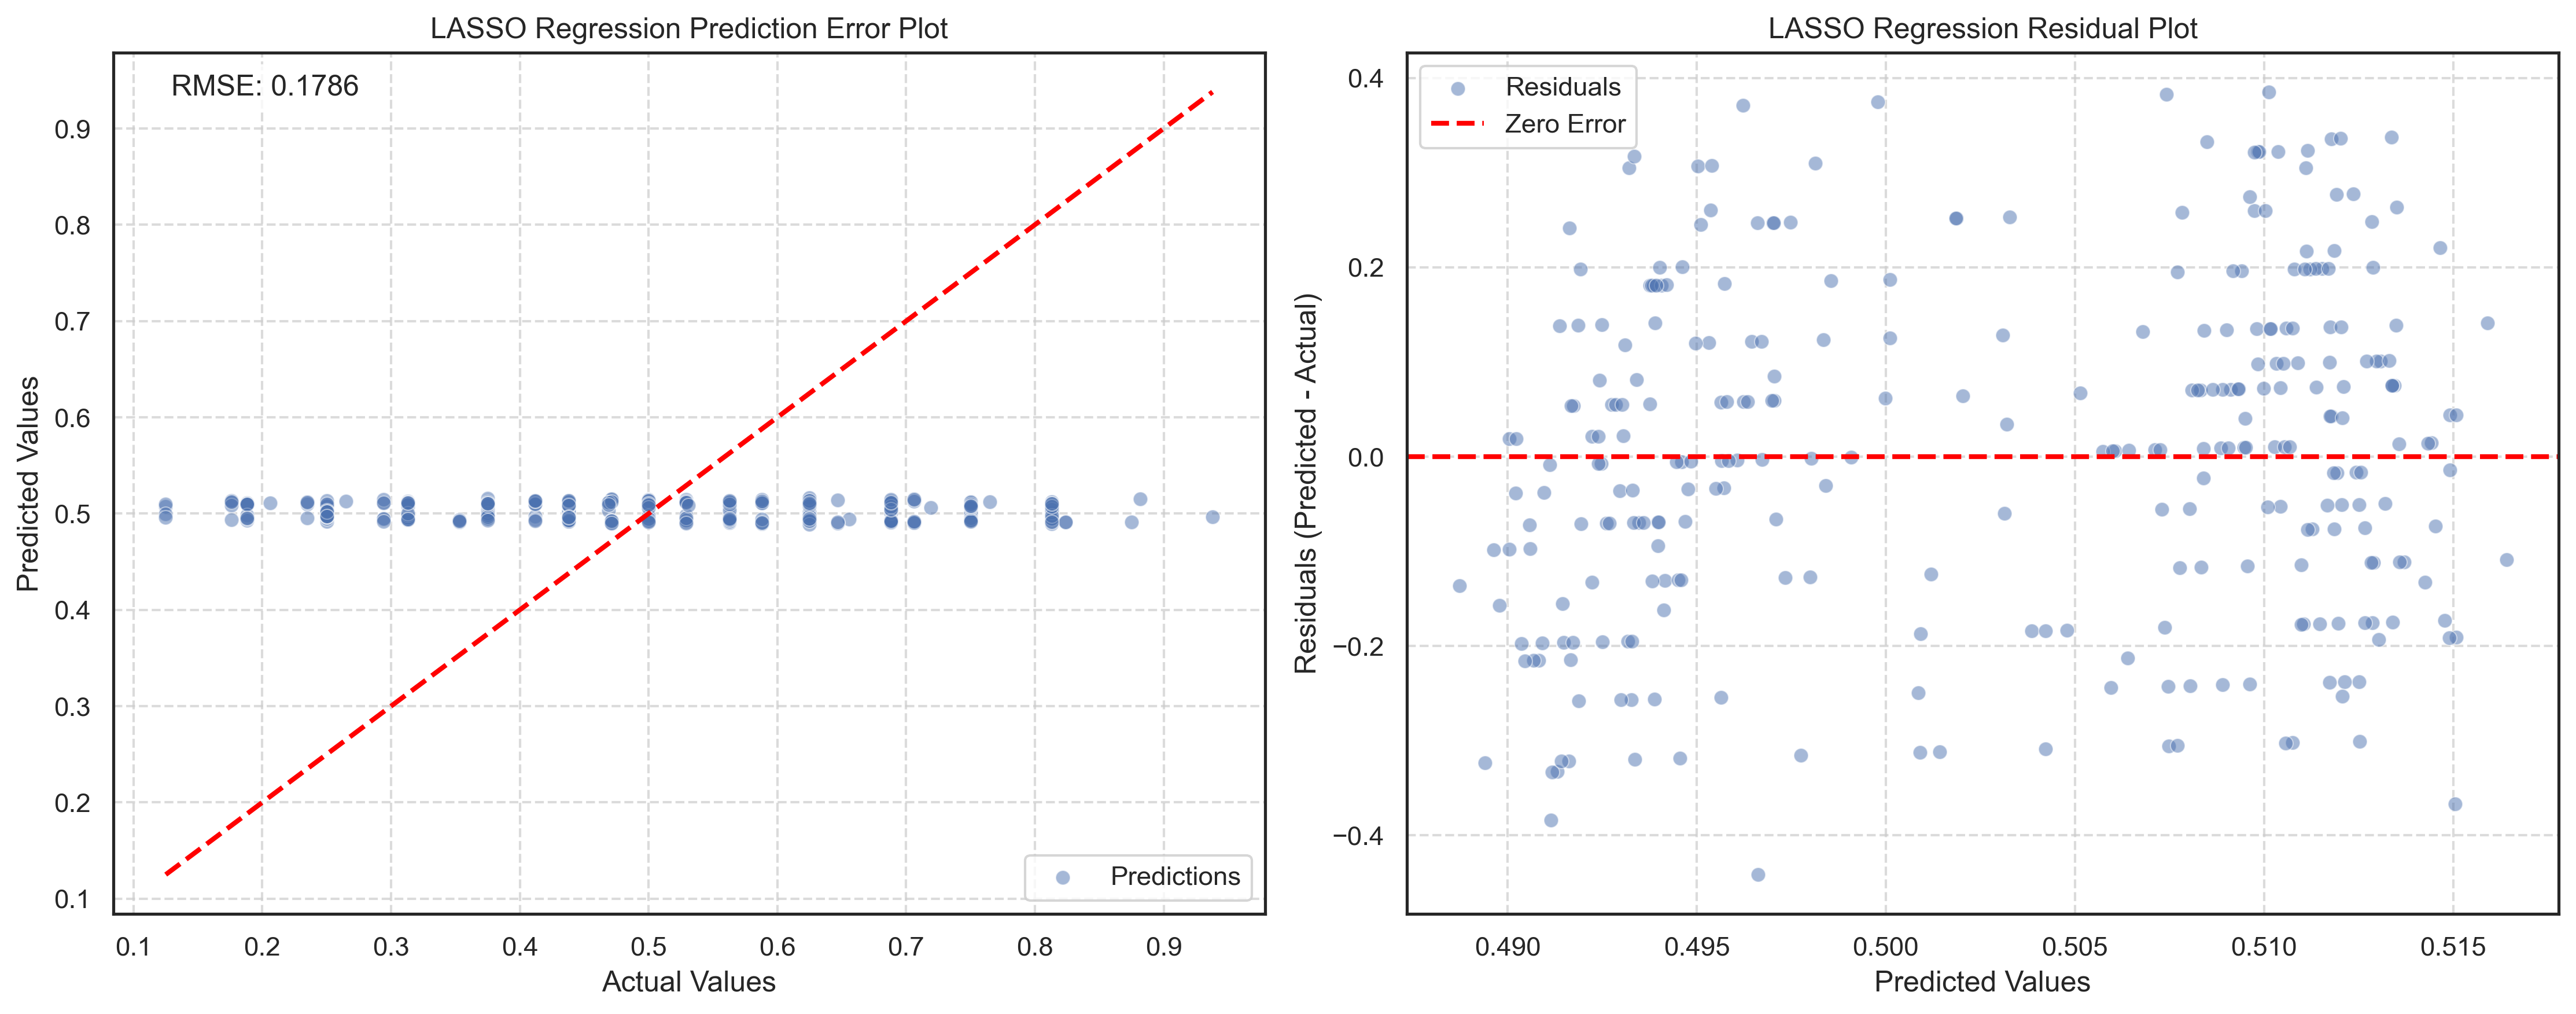 LASSO Regression Prediction Error Plot
RMSE: 0.1786
Predicted Values
0.9
0.8
0.7
0.6
0.5
0.4
0.3
0.2
0.1
Predictions
0.1 0.2 0.3 0.4 0.5 0.6 0.7 0.8 0.9
Actual Values
LASSO Regression Residual Plot
Residuals
Zero Error
Residuals (Predicted - Actual)
0.4
0.2
0.0
−0.2
−0.4
0.490 0.495 0.500 0.505 0.510 0.515
Predicted Values